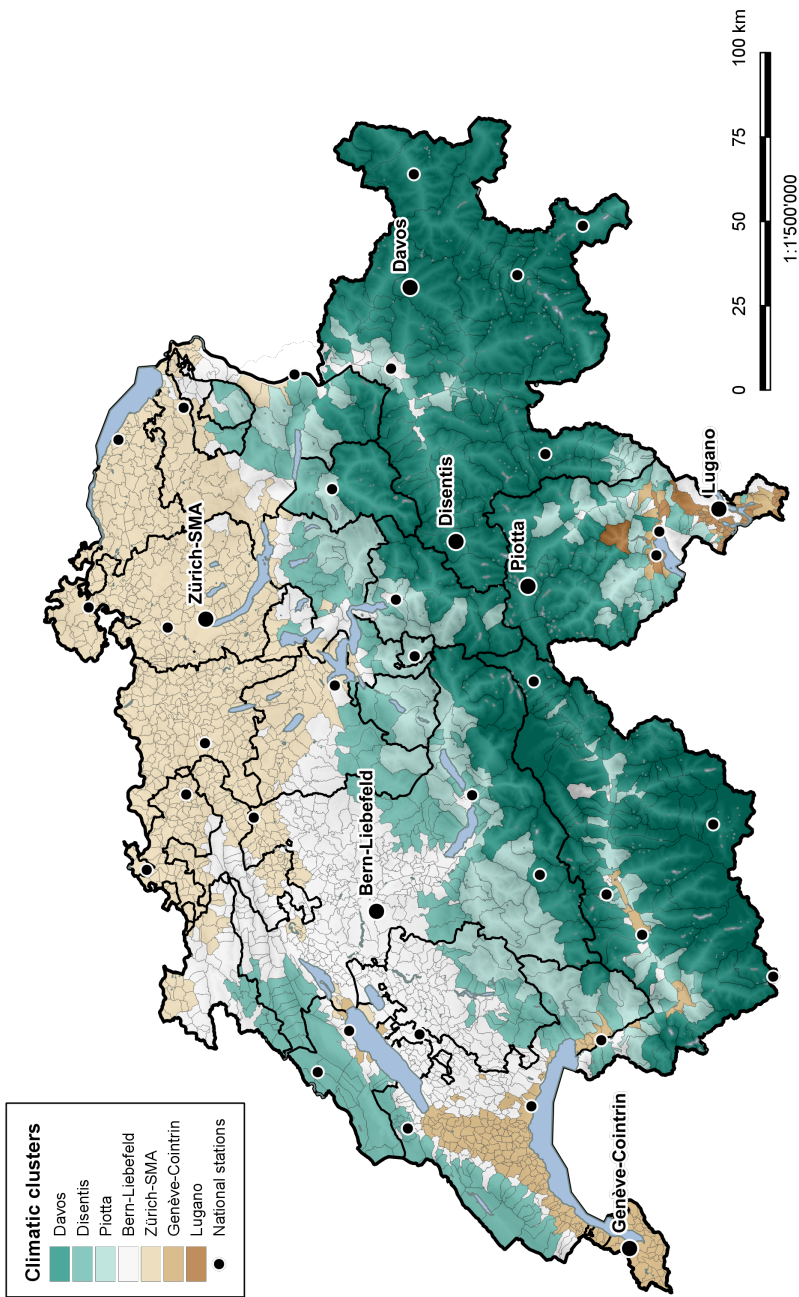 Climatic clusters
Davos
Disentis
Piotta
Bern-Liebefeld
Zürich-SMA
Genève-Cointrin
Lugano
National stations
Zürich-SMA
Bern-Liebefeld
Davos
Disentis
Piotta
Lugano
Genève-Cointrin
0 25 50 75 100 km
1:1'500'000